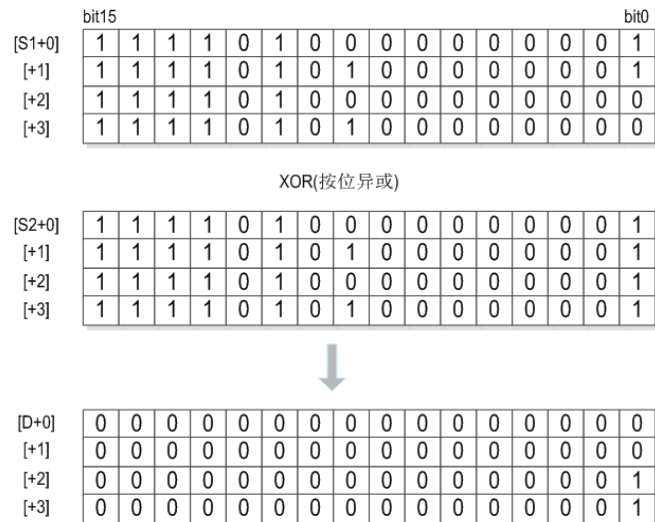 bit15 bit0
[S1+0] 1 1 1 1 0 1 0 0 0 0 0 0 0 0 0 1
[+1] 1 1 1 1 0 1 0 1 0 0 0 0 0 0 0 1
[+2] 1 1 1 1 0 1 0 0 0 0 0 0 0 0 0 0
[+3] 1 1 1 1 0 1 0 1 0 0 0 0 0 0 0 0
XOR(按位异或)
[S2+0] 1 1 1 1 0 1 0 0 0 0 0 0 0 0 0 1
[+1] 1 1 1 1 0 1 0 1 0 0 0 0 0 0 0 1
[+2] 1 1 1 1 0 1 0 0 0 0 0 0 0 0 0 1
[+3] 1 1 1 1 0 1 0 1 0 0 0 0 0 0 0 1
[D+0] 0 0 0 0 0 0 0 0 0 0 0 0 0 0 0 0
[+1] 0 0 0 0 0 0 0 0 0 0 0 0 0 0 0 0
[+2] 0 0 0 0 0 0 0 0 0 0 0 0 0 0 0 1
[+3] 0 0 0 0 0 0 0 0 0 0 0 0 0 0 0 1